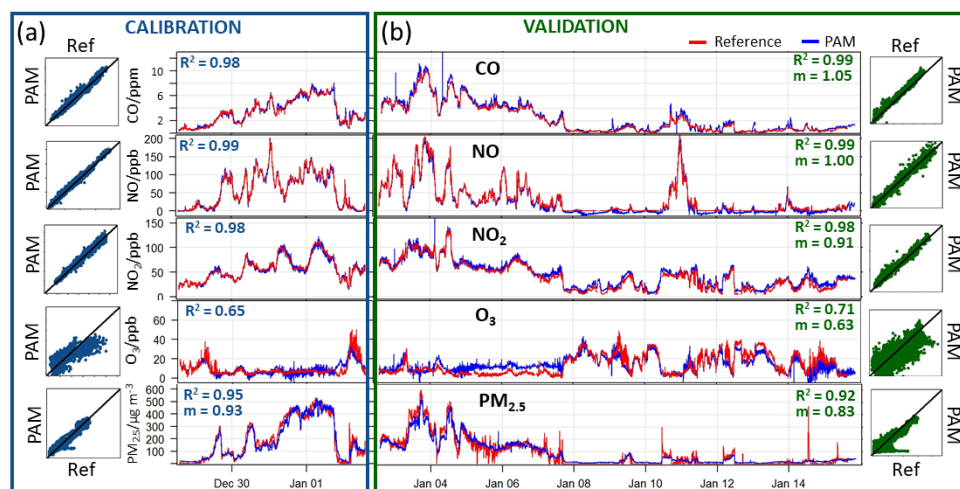 (a) CALIBRATION
(b) VALIDATION
Reference PAM
Ref
PAM
CO/ppm
10
6
2
R² = 0.98
CO
R² = 0.99
m = 1.05
PAM
PAM
NO/ppb
200
150
100
50
0
R² = 0.99
NO
R² = 0.99
m = 1.00
PAM
PAM
NO₂/ppb
150
100
50
0
R² = 0.98
NO₂
R² = 0.98
m = 0.91
PAM
PAM
O₃/ppb
60
40
20
0
R² = 0.65
O₃
R² = 0.71
m = 0.63
PAM
PAM
PM₂.₅/µg m⁻³
600
500
400
300
200
100
R² = 0.95
m = 0.93
PM₂.₅
R² = 0.92
m = 0.83
PAM
Ref
Ref
Dec 30 Jan 01
Jan 04 Jan 06 Jan 08 Jan 10 Jan 12 Jan 14